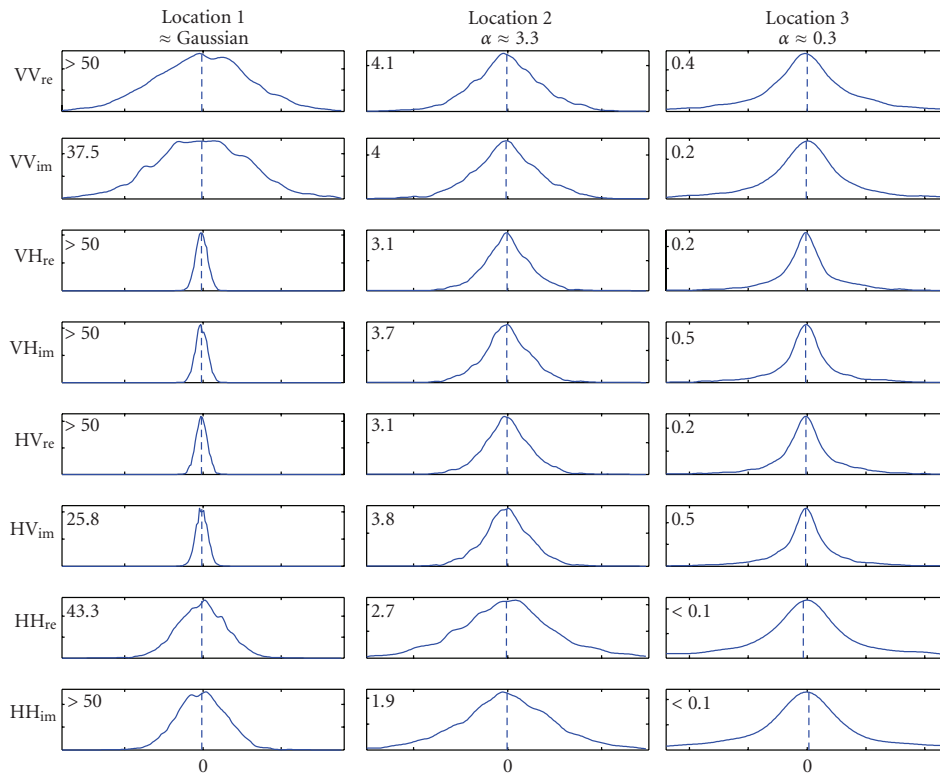 Location 1 Location 2 Location 3
≈ Gaussian α ≈ 3.3 α ≈ 0.3
VVre > 50 4.1 0.4
VVim 37.5 4 0.2
VHre > 50 3.1 0.2
VHim > 50 3.7 0.5
HVre > 50 3.1 0.2
HVim 25.8 3.8 0.5
HHre 43.3 2.7 < 0.1
HHim > 50 1.9 < 0.1
0 0 0